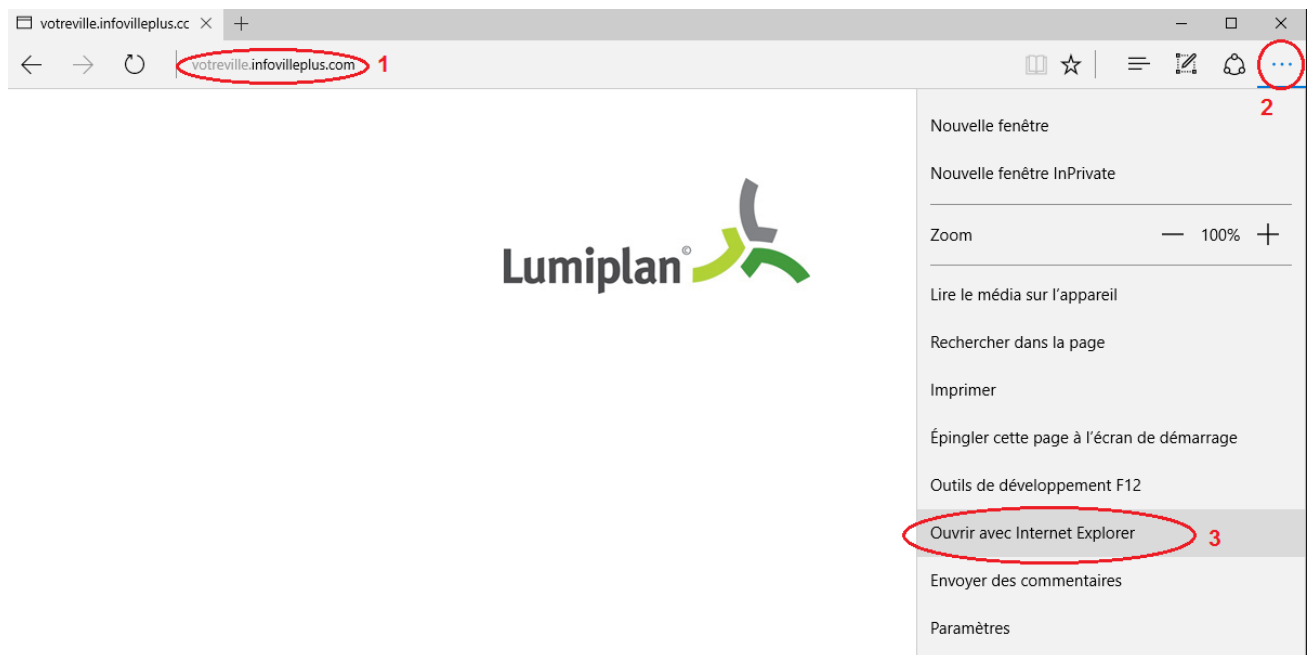 votreville.infovilleplus.cc
votreville.infovilleplus.com 1
2
Nouvelle fenêtre
Nouvelle fenêtre InPrivate
Zoom 100%
Lumiplan©
Lire le média sur l'appareil
Rechercher dans la page
Imprimer
Épingler cette page à l'écran de démarrage
Outils de développement F12
Ouvrir avec Internet Explorer 3
Envoyer des commentaires
Paramètres